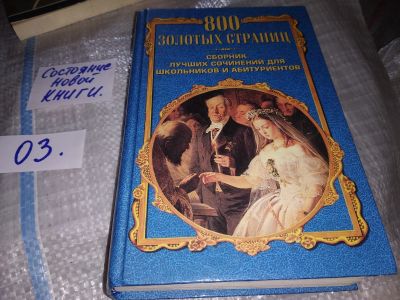 800
ЗОЛОТЫХ СТРАНИЦ
СБОРНИК
ЛУЧШИХ СОЧИНЕНИЙ ДЛЯ
ШКОЛЬНИКОВ И АБИТУРИЕНТОВ
Состояние
новой
книги.
03.